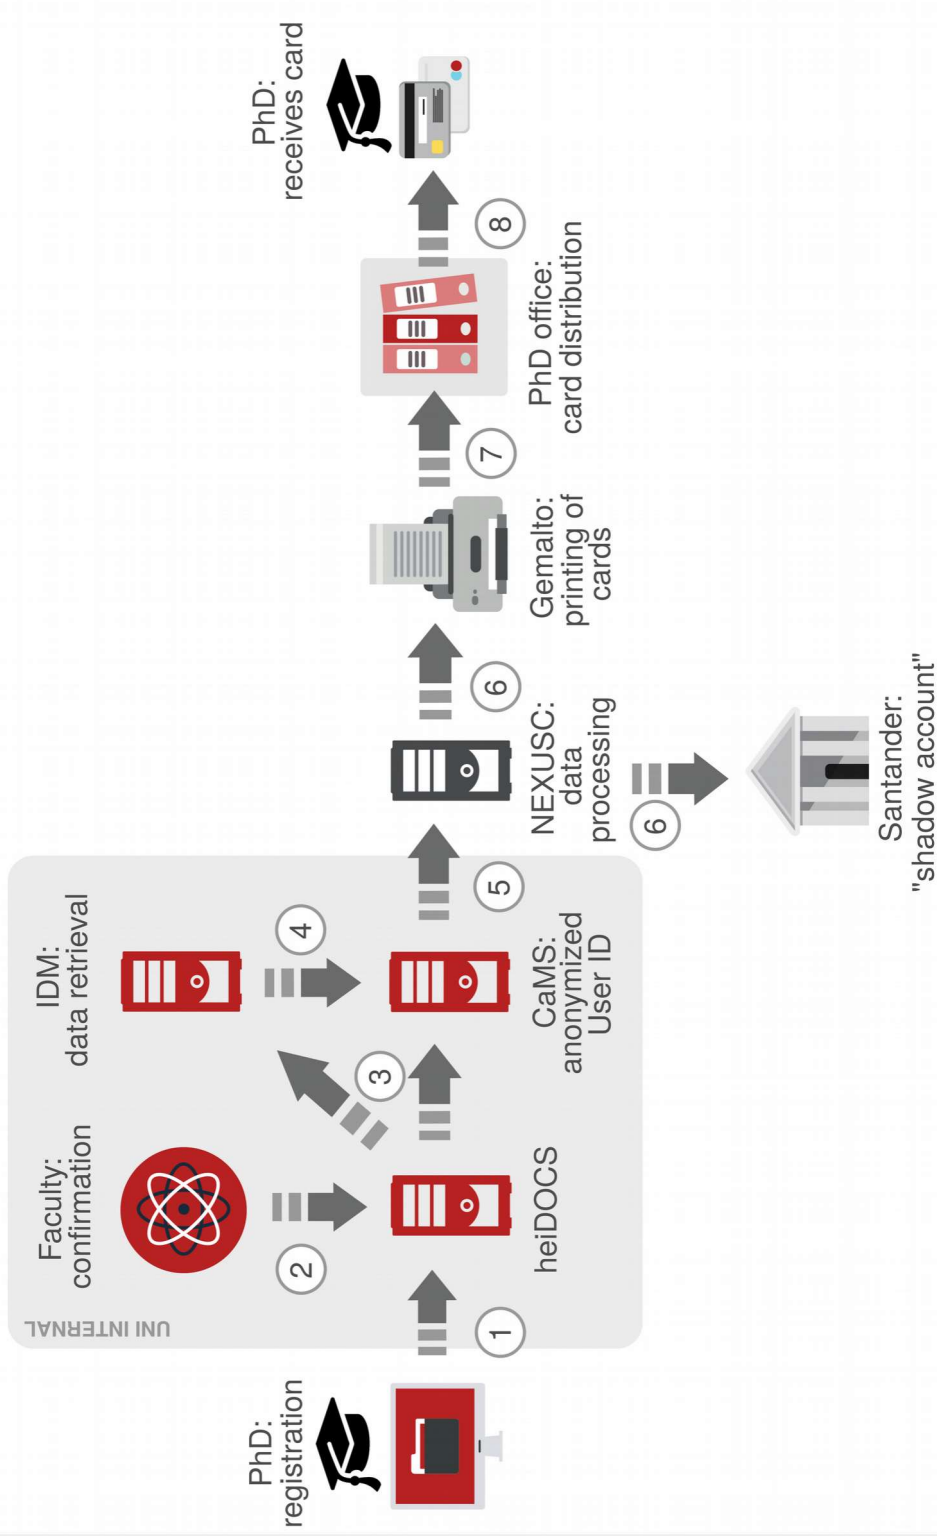 UNI INTERNAL
PhD:
registration
1
Faculty:
confirmation
2
heiDOCS
3
IDM:
data retrieval
4
CaMS:
anonymized
User ID
5
NEXUSC:
data
processing
6
6
Santander:
"shadow account"
Gemalto:
printing of
cards
7
PhD office:
card distribution
8
PhD:
receives card